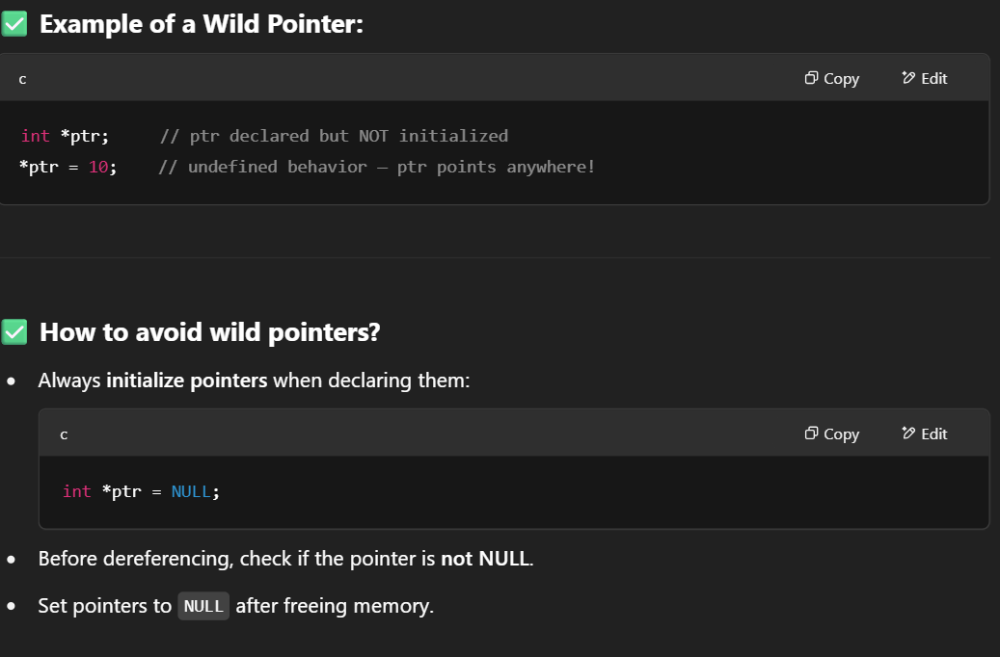 ✅ Example of a Wild Pointer:
c Copy Edit
int *ptr;     // ptr declared but NOT initialized
*ptr = 10;    // undefined behavior — ptr points anywhere!
✅ How to avoid wild pointers?
• Always initialize pointers when declaring them:
c Copy Edit
int *ptr = NULL;
• Before dereferencing, check if the pointer is not NULL.
• Set pointers to NULL after freeing memory.